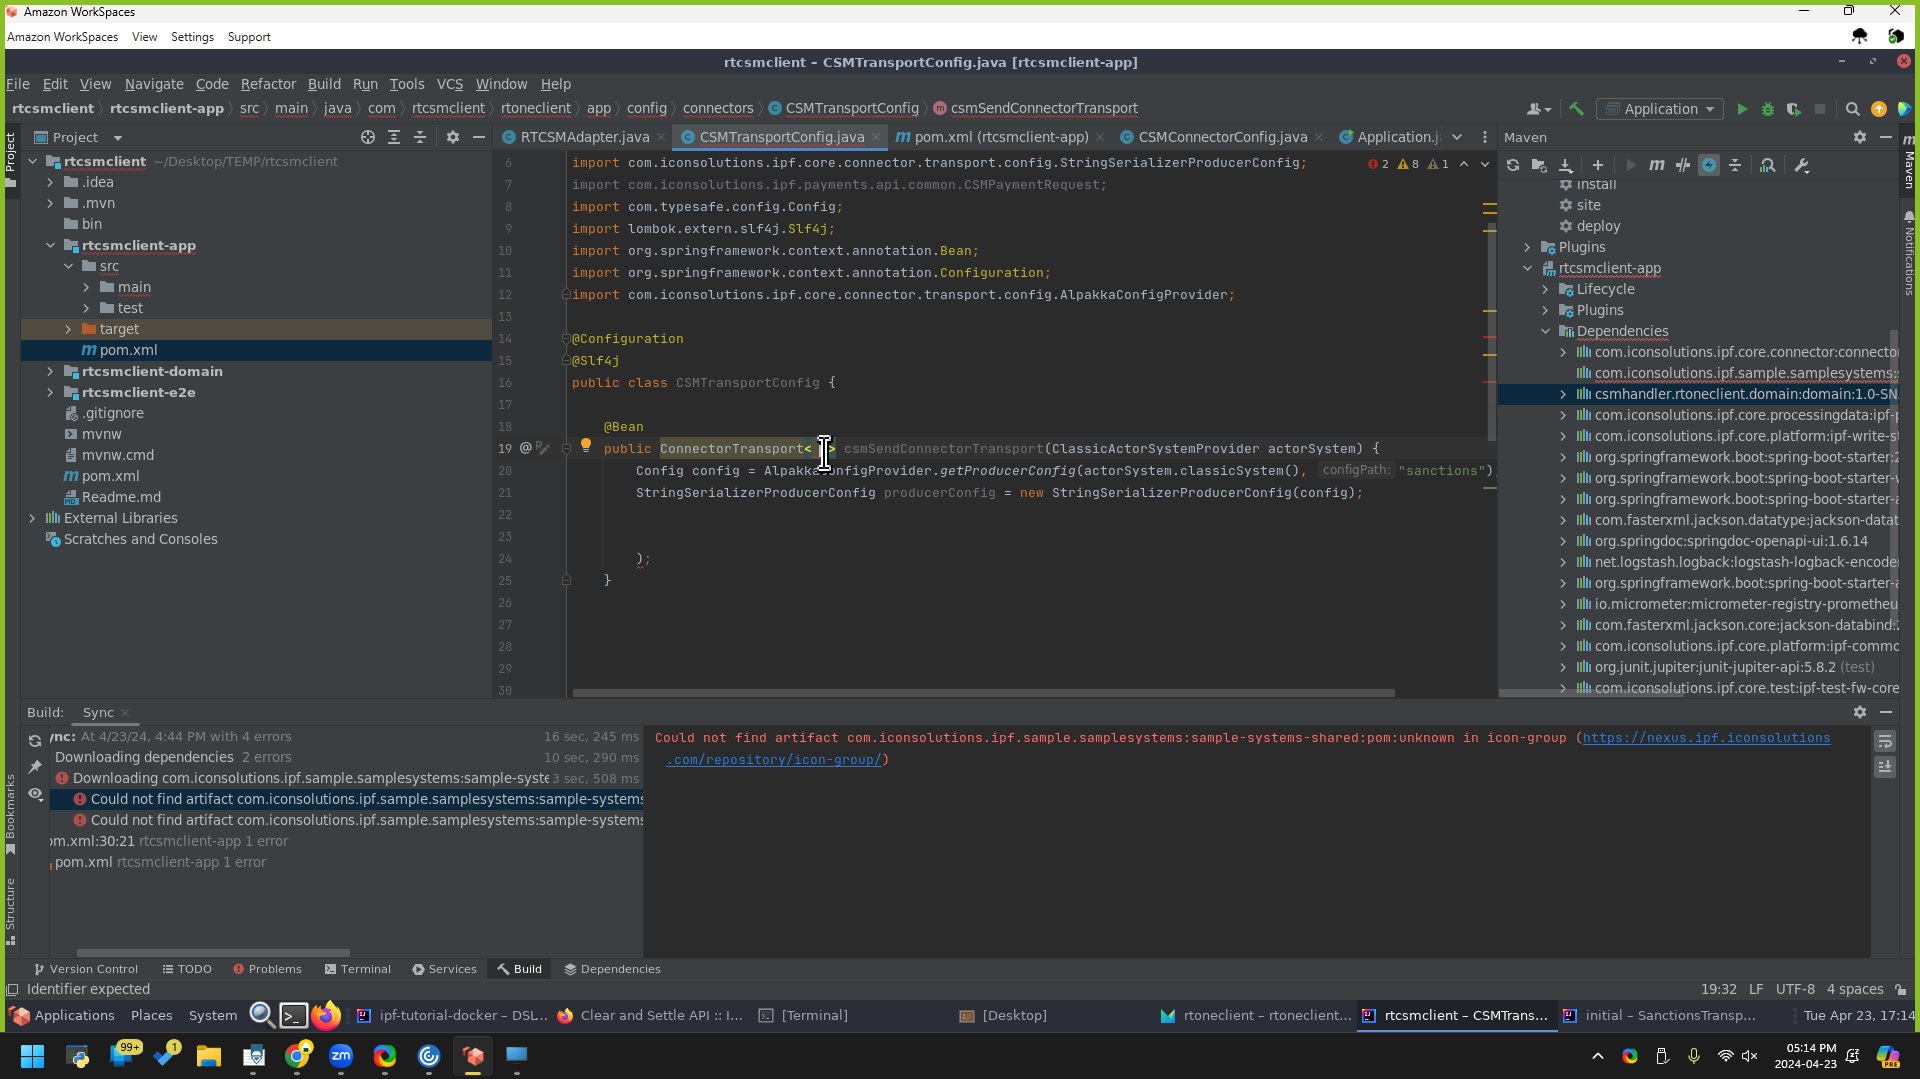 Amazon WorkSpaces
Amazon WorkSpaces View Settings Support
rtcsmclient – CSMTransportConfig.java [rtcsmclient-app]
File Edit View Navigate Code Refactor Build Run Tools VCS Window Help
rtcsmclient rtcsmclient-app src main java com rtcsmclient rtoneclient app config connectors CSMTransportConfig csmSendConnectorTransport Application
Project
RTCSMAdapter.java CSMTransportConfig.java pom.xml (rtcsmclient-app) CSMConnectorConfig.java Application.j
Maven
rtcsmclient ~/Desktop/TEMP/rtcsmclient
.idea
.mvn
bin
rtcsmclient-app
src
main
test
target
pom.xml
rtcsmclient-domain
rtcsmclient-e2e
.gitignore
mvnw
mvnw.cmd
pom.xml
Readme.md
External Libraries
Scratches and Consoles
6 import com.iconsolutions.ipf.core.connector.transport.config.StringSerializerProducerConfig;
2 8 1
7 import com.iconsolutions.ipf.payments.api.common.CSMPaymentRequest;
8 import com.typesafe.config.Config;
9 import lombok.extern.slf4j.Slf4j;
10 import org.springframework.context.annotation.Bean;
11 import org.springframework.context.annotation.Configuration;
12 import com.iconsolutions.ipf.core.connector.transport.config.AlpakkaConfigProvider;
13
14 @Configuration
15 @Slf4j
16 public class CSMTransportConfig {
17
18 @Bean
19 public ConnectorTransport< > csmSendConnectorTransport(ClassicActorSystemProvider actorSystem) {
20 Config config = AlpakkaConfigProvider.getProducerConfig(actorSystem.classicSystem(), configPath: "sanctions")
21 StringSerializerProducerConfig producerConfig = new StringSerializerProducerConfig(config);
22
23
24 );
25 }
26
27
28
29
30
install
site
deploy
Plugins
rtcsmclient-app
Lifecycle
Plugins
Dependencies
com.iconsolutions.ipf.core.connector:connecto
com.iconsolutions.ipf.sample.samplesystems:
csmhandler.rtoneclient.domain:domain:1.0-SN
com.iconsolutions.ipf.core.processingdata:ipf-
com.iconsolutions.ipf.core.platform:ipf-write-s
org.springframework.boot:spring-boot-starter:2
org.springframework.boot:spring-boot-starter-
org.springframework.boot:spring-boot-starter-
com.fasterxml.jackson.datatype:jackson-datat
org.springdoc:springdoc-openapi-ui:1.6.14
net.logstash.logback:logstash-logback-encode
org.springframework.boot:spring-boot-starter-
io.micrometer:micrometer-registry-prometheu
com.fasterxml.jackson.core:jackson-databind:
com.iconsolutions.ipf.core.platform:ipf-commo
org.junit.jupiter:junit-jupiter-api:5.8.2 (test)
com.iconsolutions.ipf.core.test:ipf-test-fw-core
Project
Bookmarks
Structure
Maven
Notifications
Build: Sync
ync: At 4/23/24, 4:44 PM with 4 errors 16 sec, 245 ms
Downloading dependencies 2 errors 10 sec, 290 ms
Downloading com.iconsolutions.ipf.sample.samplesystems:sample-syste 3 sec, 508 ms
Could not find artifact com.iconsolutions.ipf.sample.samplesystems:sample-systems
Could not find artifact com.iconsolutions.ipf.sample.samplesystems:sample-systems
om.xml:30:21 rtcsmclient-app 1 error
pom.xml rtcsmclient-app 1 error
Could not find artifact com.iconsolutions.ipf.sample.samplesystems:sample-systems-shared:pom:unknown in icon-group (https://nexus.ipf.iconsolutions
.com/repository/icon-group/)
Version Control TODO Problems Terminal Services Build Dependencies
Identifier expected
19:32 LF UTF-8 4 spaces
Applications Places System ipf-tutorial-docker – DSL... Clear and Settle API :: I... [Terminal] [Desktop] rtoneclient – rtoneclient... rtcsmclient – CSMTrans... initial – SanctionsTransp... Tue Apr 23, 17:14
99+ 1 zm
05:14 PM
2024-04-23
PRE